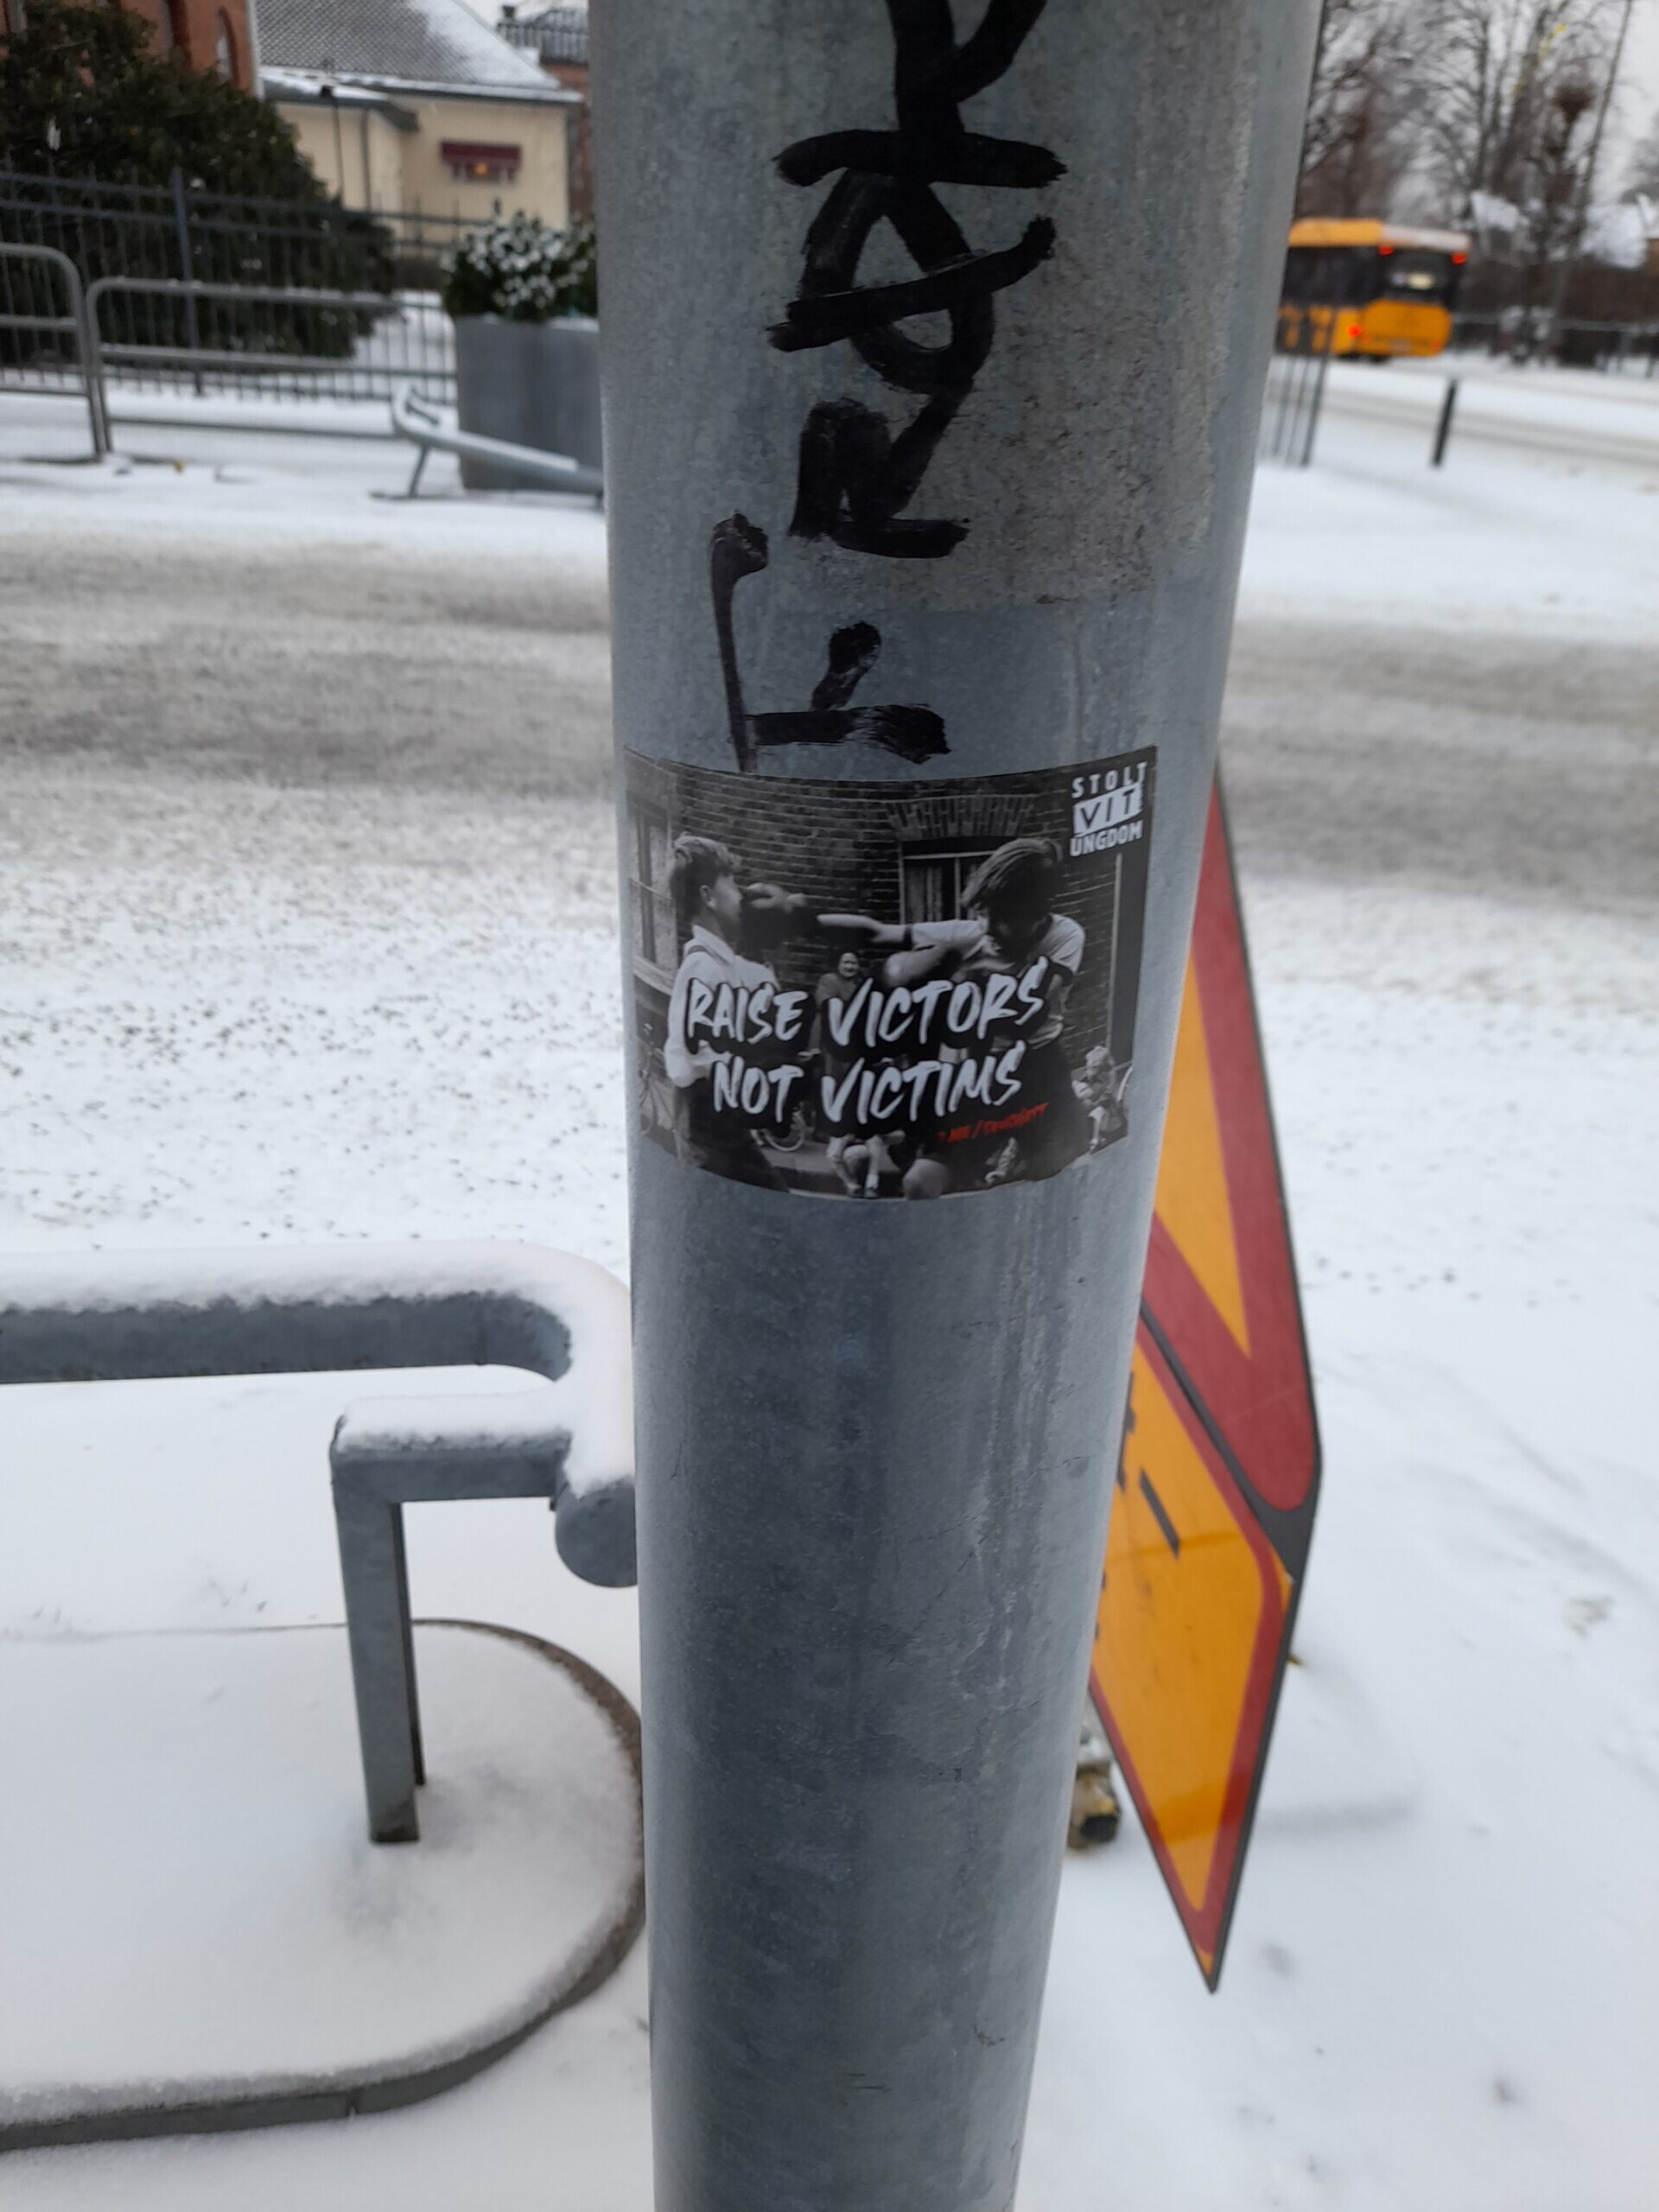 STOLT
VIT
UNGDOM
RAISE VICTORS
NOT VICTIMS